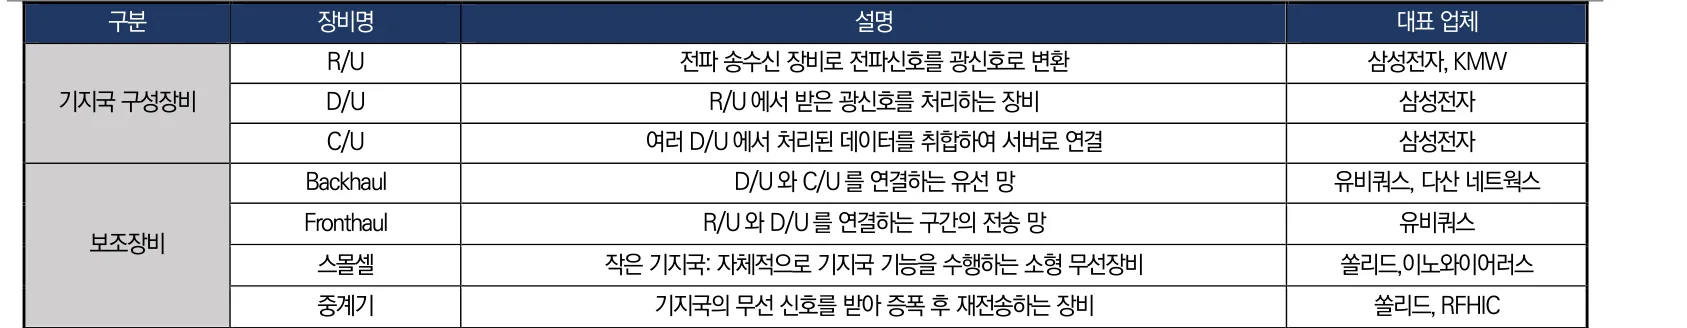 구분 장비명 설명 대표 업체
기지국 구성장비
R/U 전파 송수신 장비로 전파신호를 광신호로 변환 삼성전자, KMW
D/U R/U에서 받은 광신호를 처리하는 장비 삼성전자
C/U 여러 D/U에서 처리된 데이터를 취합하여 서버로 연결 삼성전자
보조장비
Backhaul D/U와 C/U를 연결하는 유선 망 유비쿼스, 다산 네트웍스
Fronthaul R/U와 D/U를 연결하는 구간의 전송 망 유비쿼스
스몰셀 작은 기지국: 자체적으로 기지국 기능을 수행하는 소형 무선장비 쏠리드,이노와이어러스
중계기 기지국의 무선 신호를 받아 증폭 후 재전송하는 장비 쏠리드, RFHIC